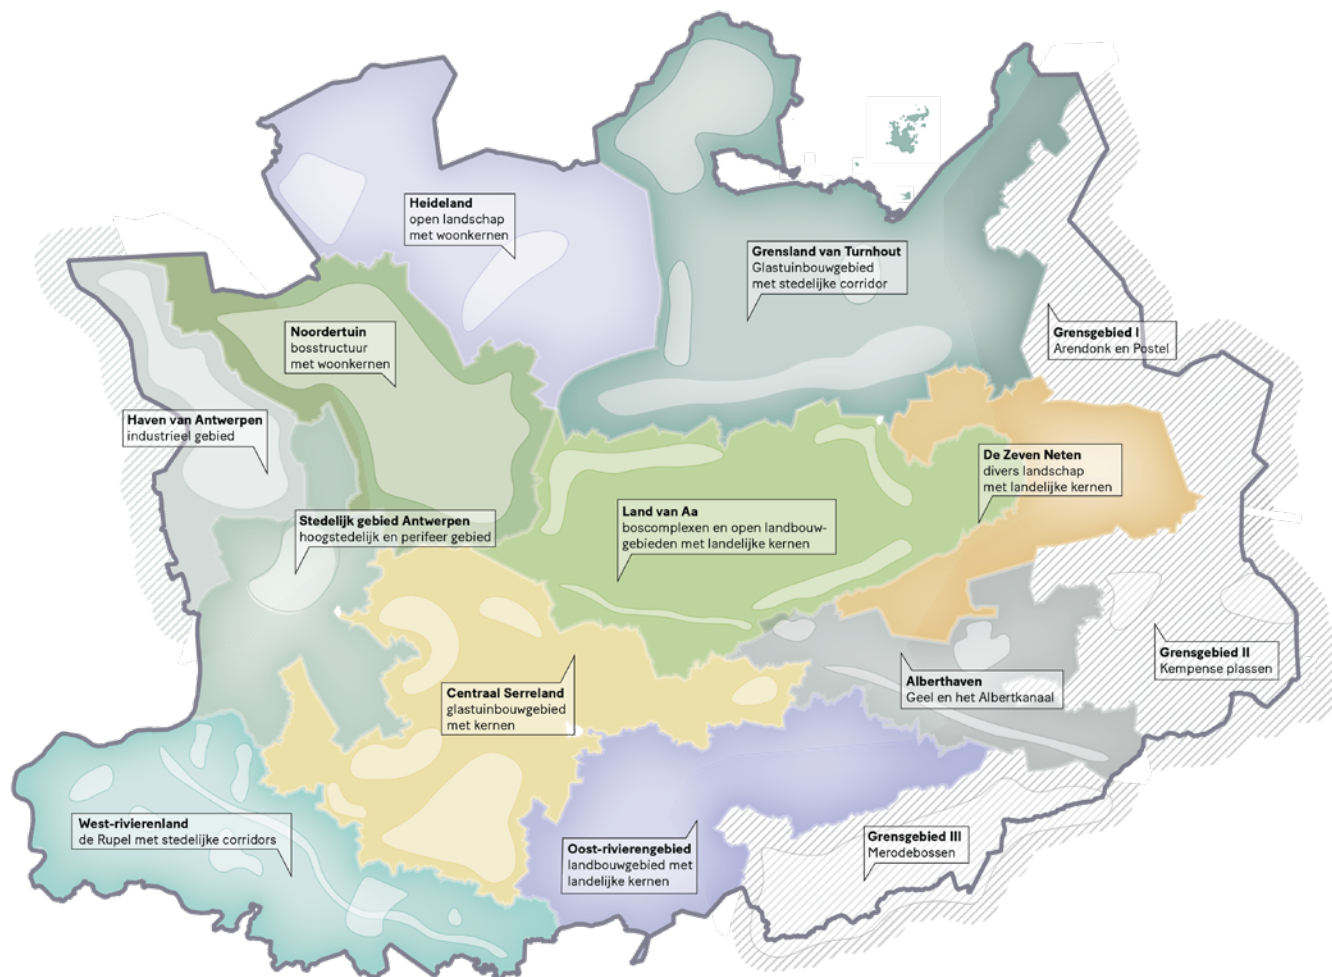 Heideland
open landschap
met woonkernen
Grensland van Turnhout
Glastuinbouwgebied
met stedelijke corridor
Noordertuin
bosstructuur
met woonkernen
Grensgebied I
Arendonk en Postel
Haven van Antwerpen
industrieel gebied
De Zeven Neten
divers landschap
met landelijke kernen
Stedelijk gebied Antwerpen
hoogstedelijk en perifeer gebied
Land van Aa
boscomplexen en open landbouw-
gebieden met landelijke kernen
Grensgebied II
Kempense plassen
Alberthaven
Geel en het Albertkanaal
Centraal Serreland
glastuinbouwgebied
met kernen
West-rivierenland
de Rupel met stedelijke corridors
Oost-rivierengebied
landbouwgebied met
landelijke kernen
Grensgebied III
Merodebossen